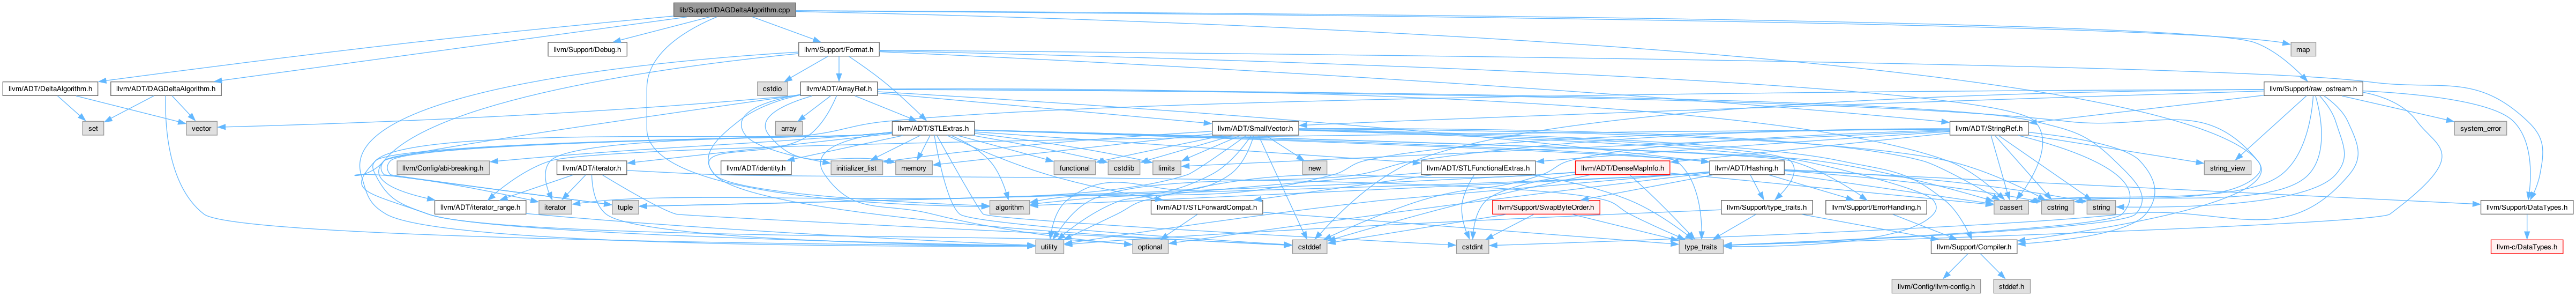 lib/Support/DAGDeltaAlgorithm.cpp
llvm/Support/Debug.h
llvm/Support/Format.h
map
llvm/ADT/DeltaAlgorithm.h
llvm/ADT/DAGDeltaAlgorithm.h
cstdio
llvm/ADT/ArrayRef.h
llvm/Support/raw_ostream.h
set
vector
array
llvm/ADT/STLExtras.h
llvm/ADT/SmallVector.h
llvm/ADT/StringRef.h
system_error
llvm/Config/abi-breaking.h
llvm/ADT/iterator.h
llvm/ADT/identity.h
initializer_list
memory
functional
cstdlib
limits
new
llvm/ADT/STLFunctionalExtras.h
llvm/ADT/DenseMapInfo.h
llvm/ADT/Hashing.h
string_view
llvm/ADT/iterator_range.h
iterator
tuple
algorithm
llvm/ADT/STLForwardCompat.h
llvm/Support/SwapByteOrder.h
llvm/Support/type_traits.h
llvm/Support/ErrorHandling.h
cassert
cstring
string
llvm/Support/DataTypes.h
utility
optional
cstddef
cstdint
type_traits
llvm/Support/Compiler.h
llvm-c/DataTypes.h
llvm/Config/llvm-config.h
stddef.h